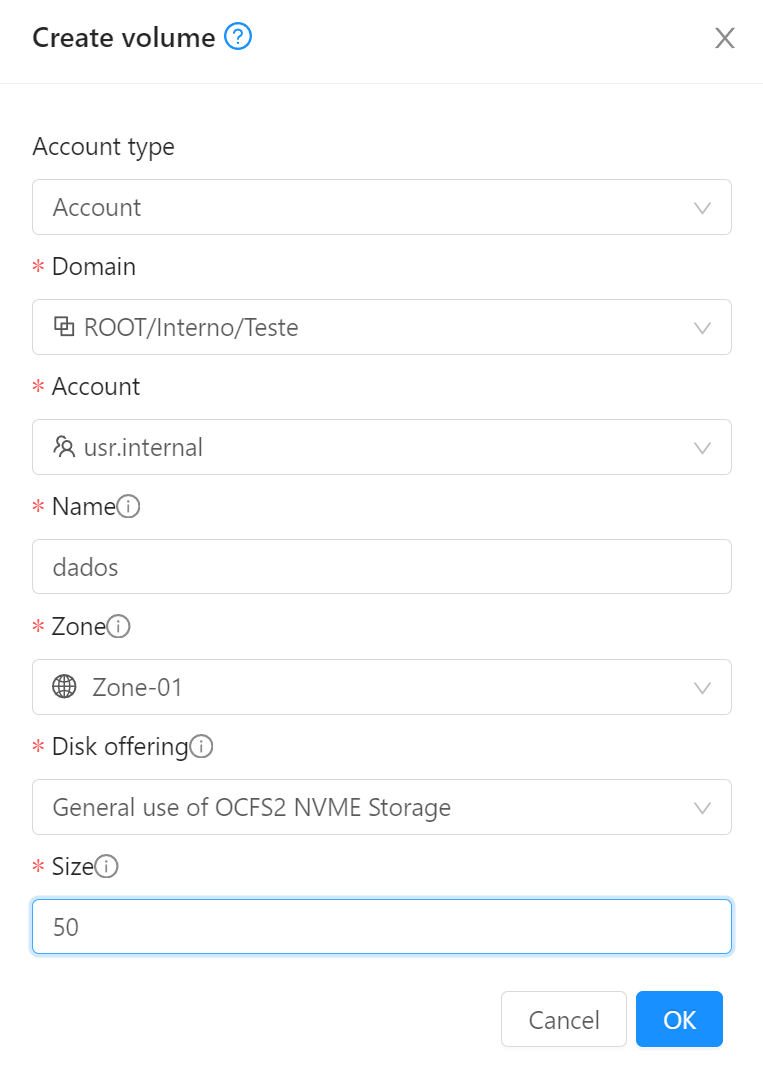 Create volume
Account type
Account
* Domain
ROOT/Interno/Teste
* Account
usr.internal
* Name
dados
* Zone
Zone-01
* Disk offering
General use of OCFS2 NVME Storage
* Size
50
Cancel OK